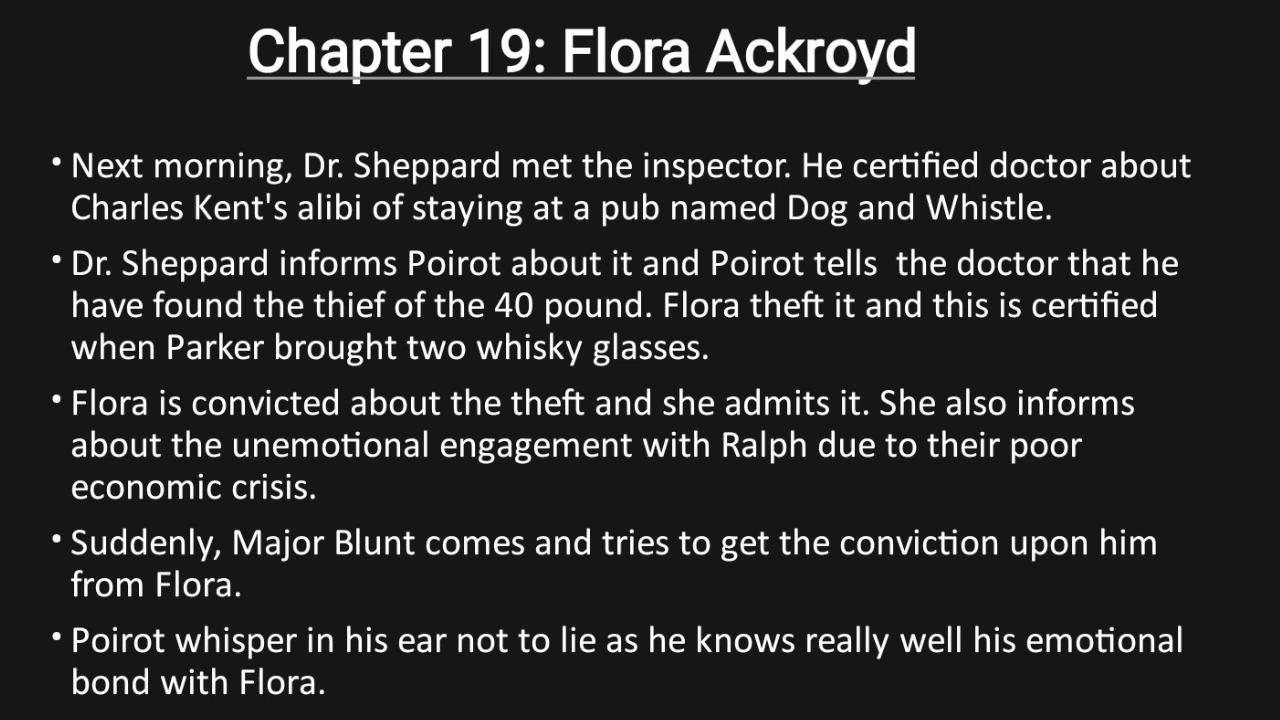 Chapter 19: Flora Ackroyd
• Next morning, Dr. Sheppard met the inspector. He certified doctor about
Charles Kent's alibi of staying at a pub named Dog and Whistle.
• Dr. Sheppard informs Poirot about it and Poirot tells  the doctor that he
have found the thief of the 40 pound. Flora theft it and this is certified
when Parker brought two whisky glasses.
• Flora is convicted about the theft and she admits it. She also informs
about the unemotional engagement with Ralph due to their poor
economic crisis.
• Suddenly, Major Blunt comes and tries to get the conviction upon him
from Flora.
• Poirot whisper in his ear not to lie as he knows really well his emotional
bond with Flora.